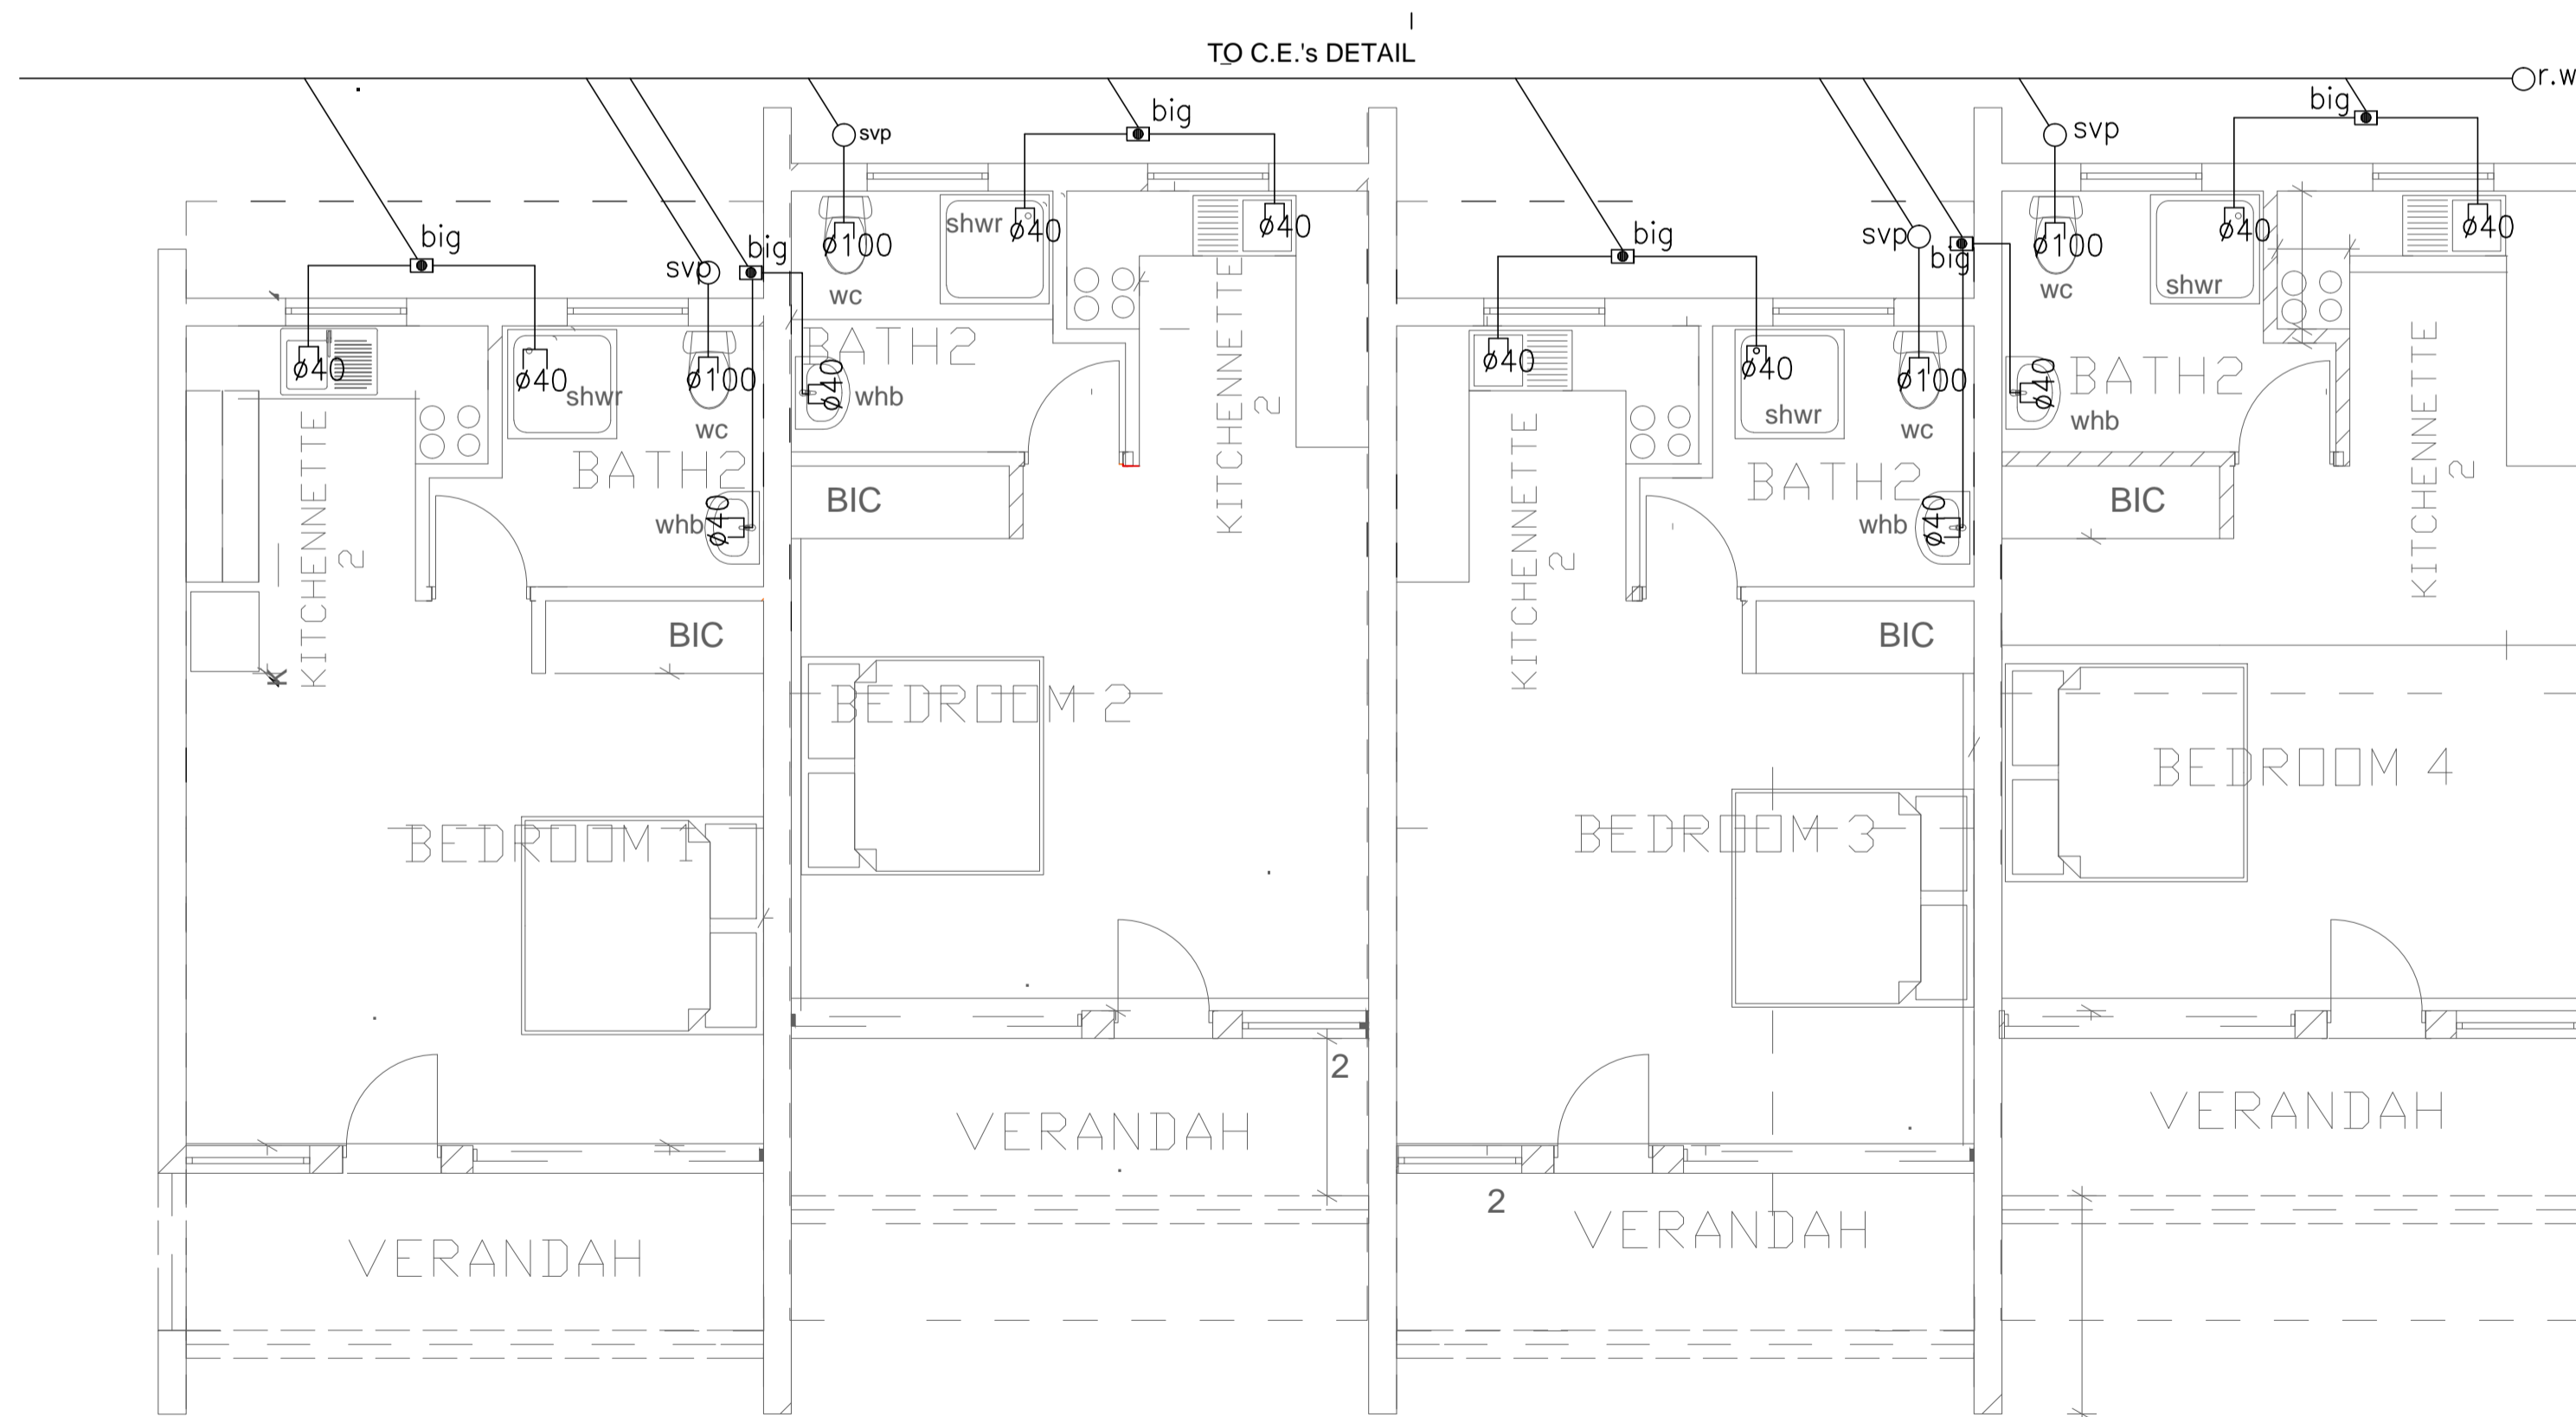 TO C.E.'s DETAIL
r.w
big
svp
big
svp
svp
big
big
svp
big
svp
big
big
ø40
ø40
shwr
ø100
wc
BATH2
whb
ø40
KITCHENNETTE
2
BIC
BEDROOM 1
VERANDAH
ø100
wc
shwr
ø40
ø40
BATH2
ø40
whb
KITCHENNETTE
2
BIC
BEDROOM 2
2
VERANDAH
ø40
ø40
shwr
ø100
wc
BATH2
whb
ø40
KITCHENNETTE
2
BIC
BEDROOM 3
2
VERANDAH
ø100
wc
ø40
shwr
ø40
BATH2
ø40
whb
KITCHENNETTE
2
BIC
BEDROOM 4
VERANDAH